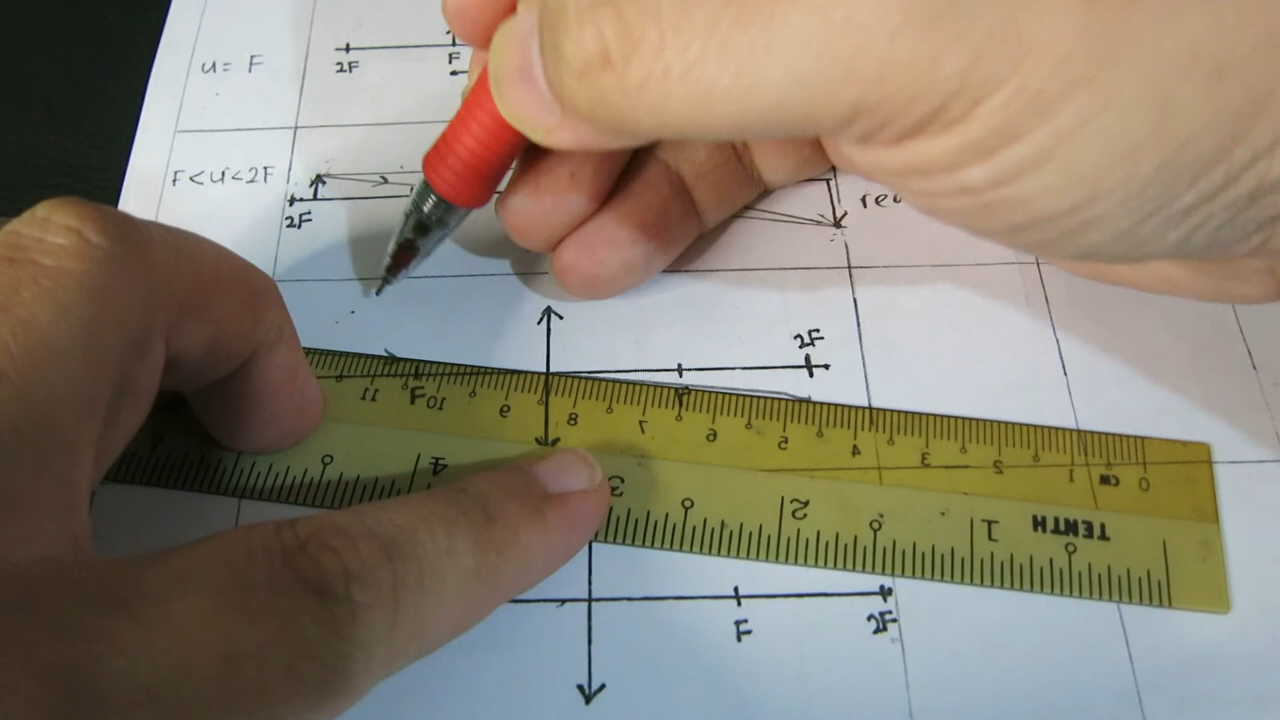 u = F
2F F
F < u < 2F
2F
2F
F
11 10 9 8 7 6 5 4 3 2 1 CM 0
4 3 2 1 TENTH
F 2F